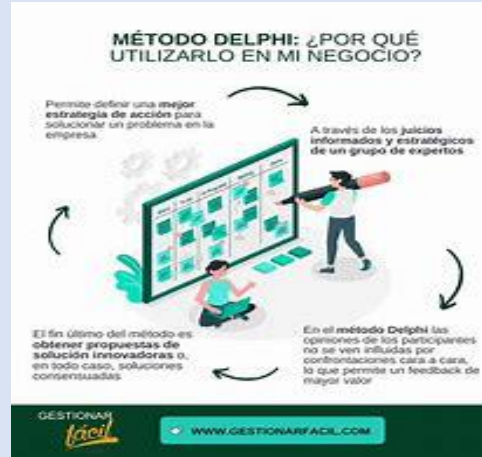 MÉTODO DELPHI: ¿POR QUÉ
UTILIZARLO EN MI NEGOCIO?
Permite definir una mejor
estrategia de acción para
solucionar un problema en la
empresa
A través de los juicios
informados y estratégicos
de un grupo de expertos
En el método Delphi las
opiniones de los participantes
no se ven influidas por
confrontaciones cara a cara,
lo que permite un feedback de
mayor valor
El fin último del método es
obtener propuestas de
solución innovadoras o,
en todo caso, soluciones
consensuadas
GESTIONAR
fácil
WWW.GESTIONARFACIL.COM